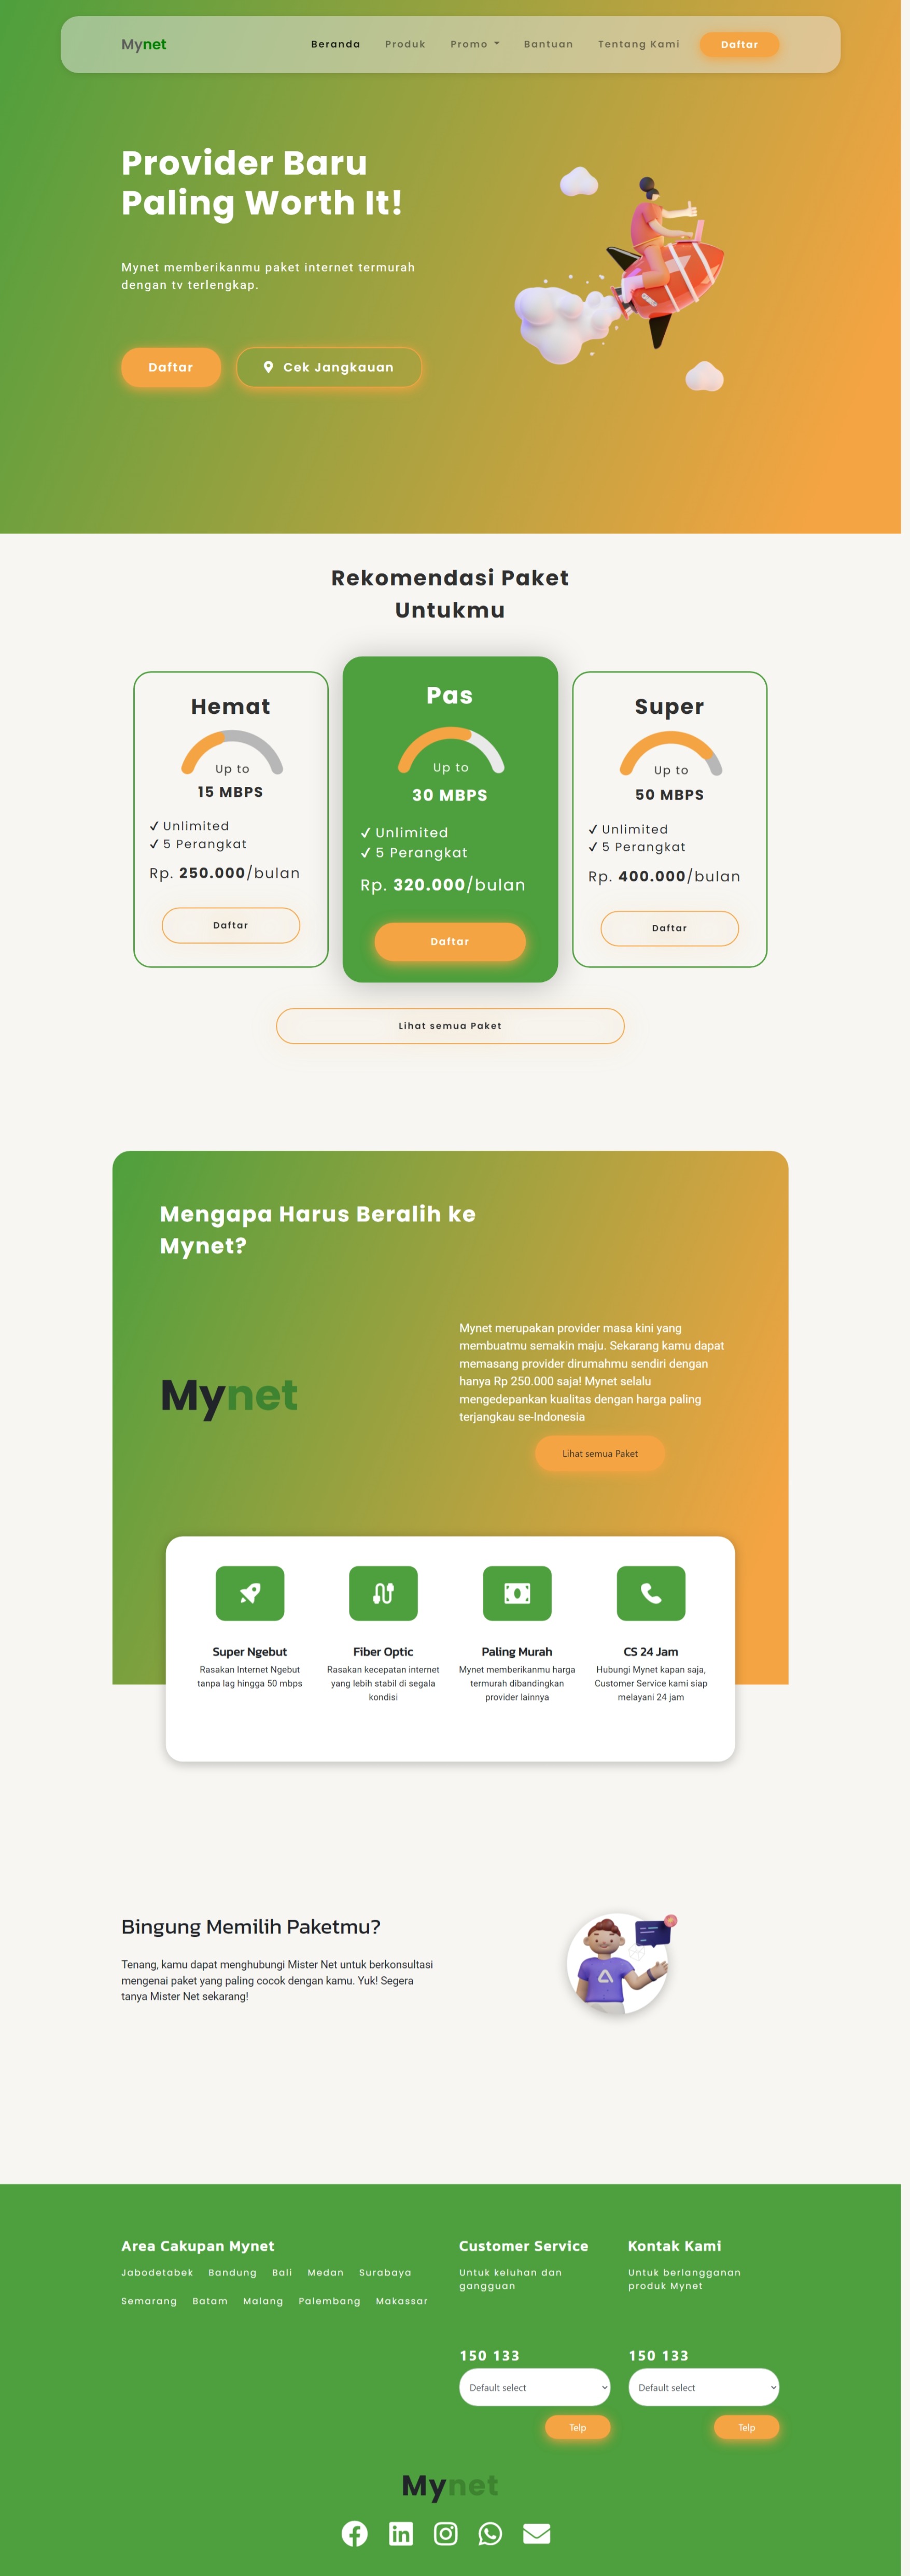 Mynet
Beranda
Produk
Promo
Bantuan
Tentang Kami
Daftar
Provider Baru
Paling Worth It!
Mynet memberikanmu paket internet termurah
dengan tv terlengkap.
Daftar
Cek Jangkauan
Rekomendasi Paket
Untukmu
Hemat
Up to
15 MBPS
✓ Unlimited
✓ 5 Perangkat
Rp. 250.000/bulan
Daftar
Pas
Up to
30 MBPS
✓ Unlimited
✓ 5 Perangkat
Rp. 320.000/bulan
Daftar
Super
Up to
50 MBPS
✓ Unlimited
✓ 5 Perangkat
Rp. 400.000/bulan
Daftar
Lihat semua Paket
Mengapa Harus Beralih ke
Mynet?
Mynet
Mynet merupakan provider masa kini yang
membuatmu semakin maju. Sekarang kamu dapat
memasang provider dirumahmu sendiri dengan
hanya Rp 250.000 saja! Mynet selalu
mengedepankan kualitas dengan harga paling
terjangkau se-Indonesia
Lihat semua Paket
Super Ngebut
Rasakan Internet Ngebut
tanpa lag hingga 50 mbps
Fiber Optic
Rasakan kecepatan internet
yang lebih stabil di segala
kondisi
Paling Murah
Mynet memberikanmu harga
termurah dibandingkan
provider lainnya
CS 24 Jam
Hubungi Mynet kapan saja,
Customer Service kami siap
melayani 24 jam
Bingung Memilih Paketmu?
Tenang, kamu dapat menghubungi Mister Net untuk berkonsultasi
mengenai paket yang paling cocok dengan kamu. Yuk! Segera
tanya Mister Net sekarang!
Area Cakupan Mynet
Jabodetabek Bandung Bali Medan Surabaya
Semarang Batam Malang Palembang Makassar
Customer Service
Untuk keluhan dan
gangguan
150 133
Default select
Telp
Kontak Kami
Untuk berlangganan
produk Mynet
150 133
Default select
Telp
Mynet